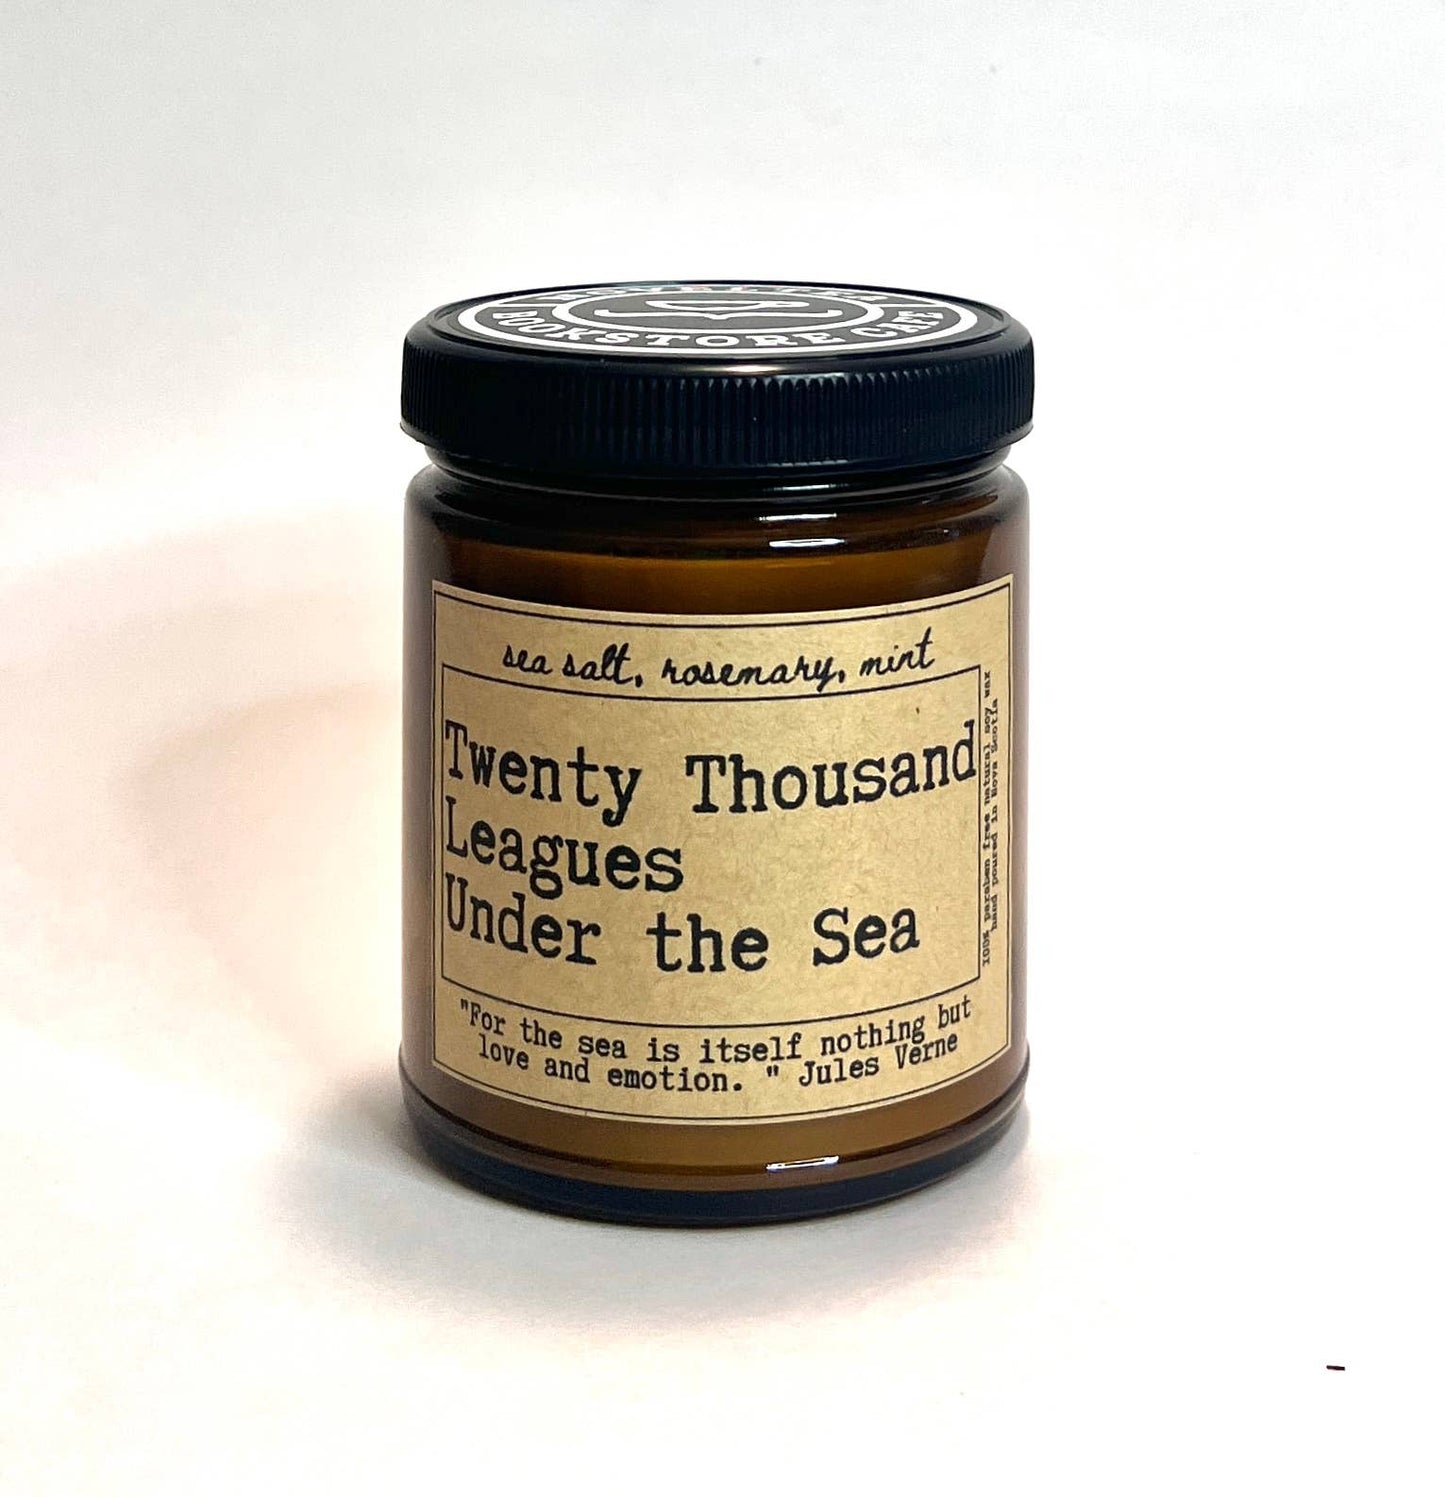 BOOKSTORE CAFE
sea salt, rosemary, mint
Twenty Thousand
Leagues
Under the Sea
100% paraben free natural soy wax
hand poured in Nova Scotia
"For the sea is itself nothing but
love and emotion. " Jules Verne